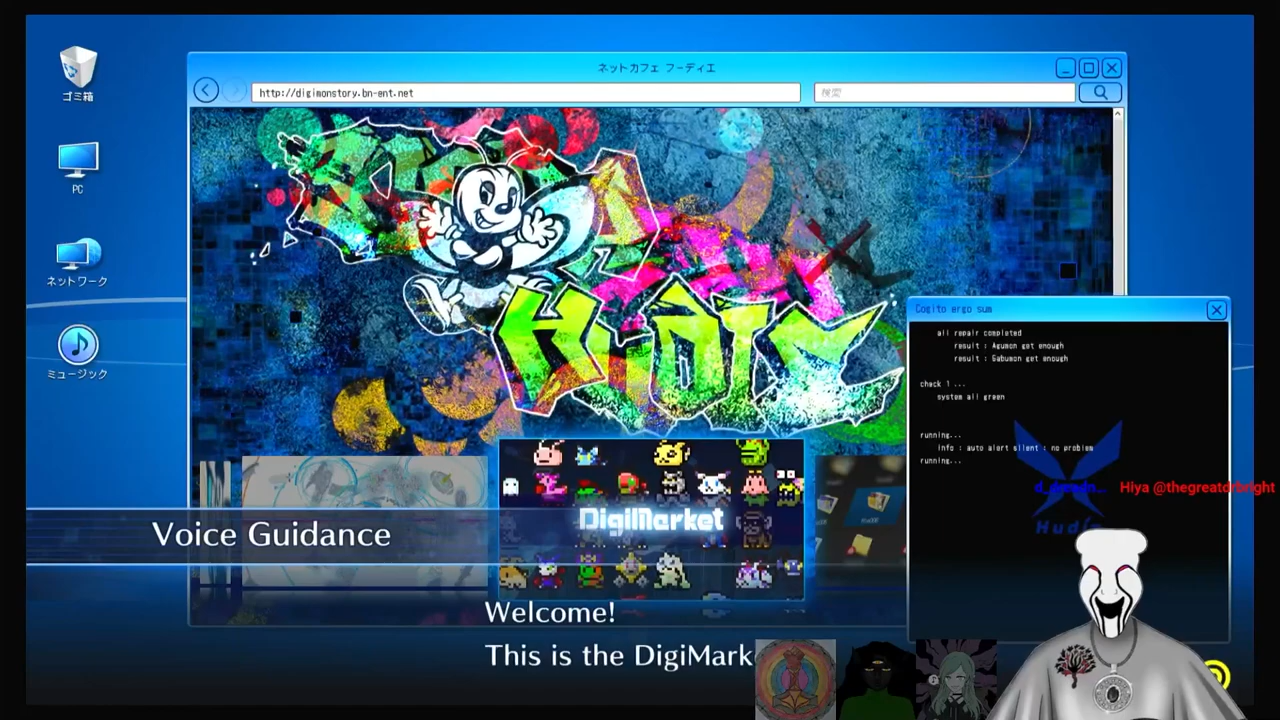 ゴミ箱
PC
ネットワーク
ミュージック
ネットカフェ フーディエ
http://digimonstory.bn-ent.net
検索
Hudie
DigiMarket
Cogito ergo sum
all repair completed
result : Agumon get enough
result : Gabumon get enough
check 1 ...
system all green
running...
info : auto alert silent : no problem
running...
Hudie
Hiya @thegreatdrbright
Voice Guidance
Welcome!
This is the DigiMark